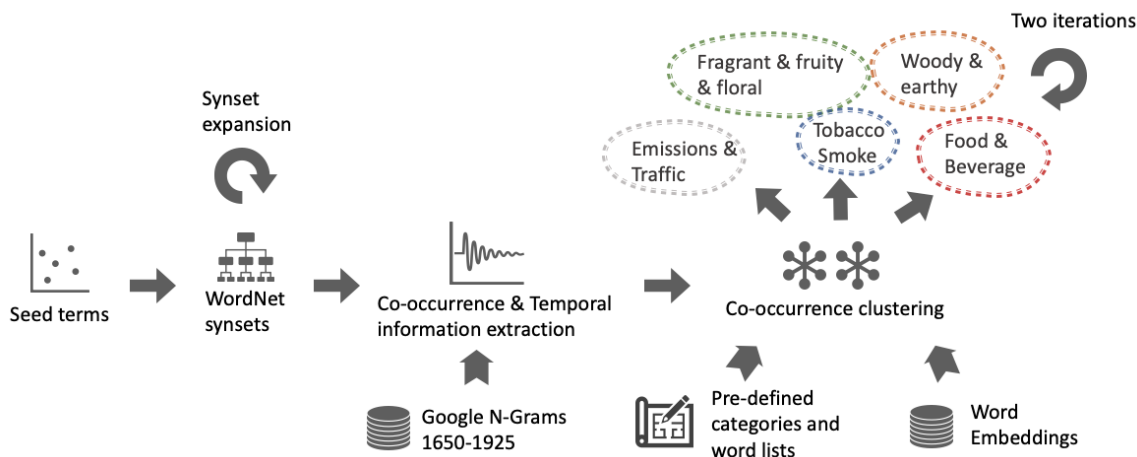 Two iterations
Fragrant & fruity
& floral
Woody &
earthy
Synset
expansion
Emissions &
Traffic
Tobacco
Smoke
Food &
Beverage
Seed terms
WordNet
synsets
Co-occurrence & Temporal
information extraction
Co-occurrence clustering
Google N-Grams
1650-1925
Pre-defined
categories and
word lists
Word
Embeddings